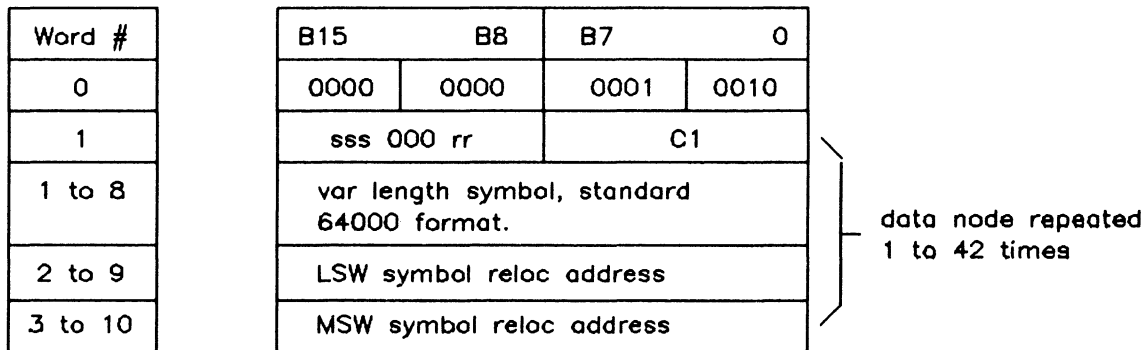 Word # B15 B8 B7 0
0 0000 0000 0001 0010
1 sss 000 rr C1
1 to 8 var length symbol, standard
64000 format.
data node repeated
1 to 42 times
2 to 9 LSW symbol reloc address
3 to 10 MSW symbol reloc address